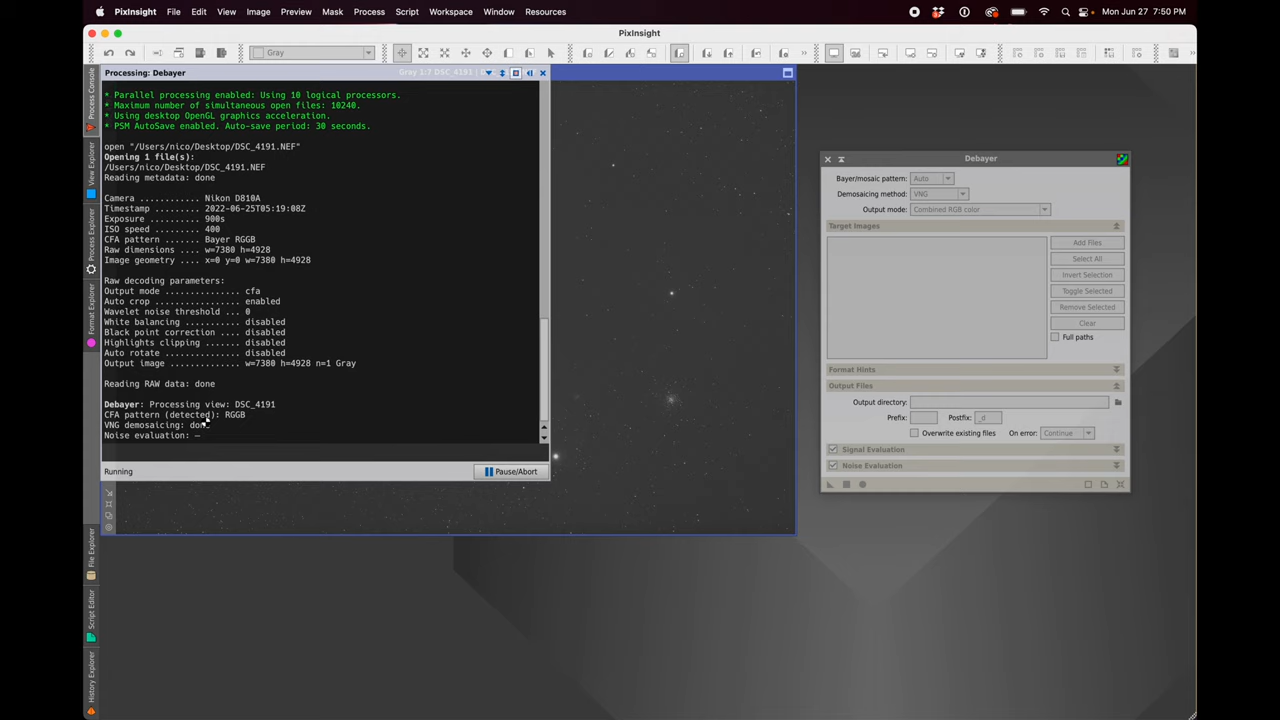 PixInsight File Edit View Image Preview Mask Process Script Workspace Window Resources Mon Jun 27 7:50 PM
PixInsight
Gray
Processing: Debayer
Gray 1:7 DSC_4191
* Parallel processing enabled: Using 10 logical processors.
* Maximum number of simultaneous open files: 10240.
* Using desktop OpenGL graphics acceleration.
* PSM AutoSave enabled. Auto-save period: 30 seconds.
open "/Users/nico/Desktop/DSC_4191.NEF"
Opening 1 file(s):
/Users/nico/Desktop/DSC_4191.NEF
Reading metadata: done
Camera ............ Nikon D810A
Timestamp ......... 2022-06-25T05:19:08Z
Exposure .......... 900s
ISO speed ......... 400
CFA pattern ....... Bayer RGGB
Raw dimensions .... w=7380 h=4928
Image geometry .... x=0 y=0 w=7380 h=4928
Raw decoding parameters:
Output mode ............... cfa
Auto crop ................. enabled
Wavelet noise threshold ... 0
White balancing ........... disabled
Black point correction .... disabled
Highlights clipping ....... disabled
Auto rotate ............... disabled
Output image .............. w=7380 h=4928 n=1 Gray
Reading RAW data: done
Debayer: Processing view: DSC_4191
CFA pattern (detected): RGGB
VNG demosaicing: done
Noise evaluation: –
Running
Pause/Abort
Process Console
View Explorer
Process Explorer
Format Explorer
File Explorer
Script Editor
History Explorer
Debayer
Bayer/mosaic pattern: Auto
Demosaicing method: VNG
Output mode: Combined RGB color
Target Images
Add Files
Select All
Invert Selection
Toggle Selected
Remove Selected
Clear
Full paths
Format Hints
Output Files
Output directory:
Prefix: Postfix: _d
Overwrite existing files On error: Continue
Signal Evaluation
Noise Evaluation